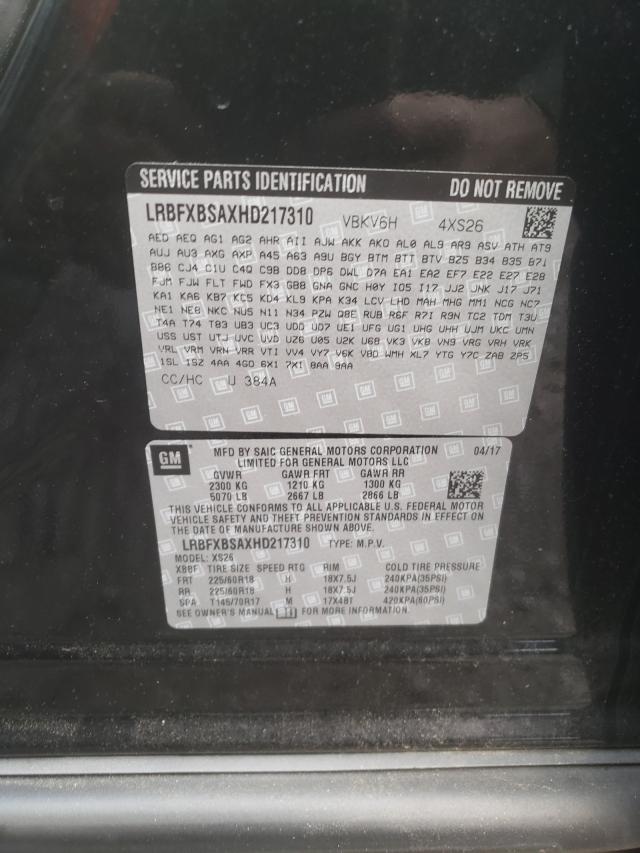 SERVICE PARTS IDENTIFICATION DO NOT REMOVE
LRBFXBSAXHD217310 VBKV6H 4XS26
AED AEQ AG1 AG2 AHR AII AJW AKK AKO AL0 AL9 AR9 ASV ATH AT9
AUJ AU3 AXG AXP A45 A63 A9U BGY BTM BTT BTV BZ5 B34 B35 B71
B86 CJ4 C1U C4Q C9B DD8 DP6 DWL D7A EA1 EA2 EF7 E22 E27 E28
FJM FJW FLT FWD FX3 GB8 GNA GNC H0Y IO5 I17 JJ2 JNK J17 J71
KA1 KA6 KB7 KC5 KD4 KL9 KPA K34 LCV LHD MAH MHG MM1 NCG NC7
NE1 NE8 NKC NUS N11 N34 PZW Q8E RUB R6F R7I R9N TC2 TDM T3U
T4A T74 T83 UB3 UC3 UDD UD7 UE1 UFG UG1 UHG UHH UJM UKC UMN
USS UST UTJ UVC UVD UZ6 U05 U2K U68 VK3 VK8 VN9 VRG VRH VRK
VRL VRM VRN VRR VTI VV4 VY7 V6K V8D WMH XL7 YTG Y7C ZAB ZP5
1SL 1SZ 4AA 4GO 6X1 7X1 8AA 9AA
CC/HC U 384A
GM MFD BY SAIC GENERAL MOTORS CORPORATION 04/17
LIMITED FOR GENERAL MOTORS LLC
GVWR GAWR FRT GAWR RR
2300 KG 1210 KG 1300 KG
5070 LB 2667 LB 2866 LB
THIS VEHICLE CONFORMS TO ALL APPLICABLE U.S. FEDERAL MOTOR
VEHICLE SAFETY AND THEFT PREVENTION STANDARDS IN EFFECT ON
THE DATE OF MANUFACTURE SHOWN ABOVE.
LRBFXBSAXHD217310 TYPE: M.P.V.
MODEL: XS26
XBBF TIRE SIZE SPEED RTG RIM COLD TIRE PRESSURE
FRT 225/60R18 H 18X7.5J 240KPA(35PSI)
RR 225/60R18 H 18X7.5J 240KPA(35PSI)
SPA T145/70R17 M 17X4BT 420KPA(60PSI)
SEE OWNER'S MANUAL FOR MORE INFORMATION.